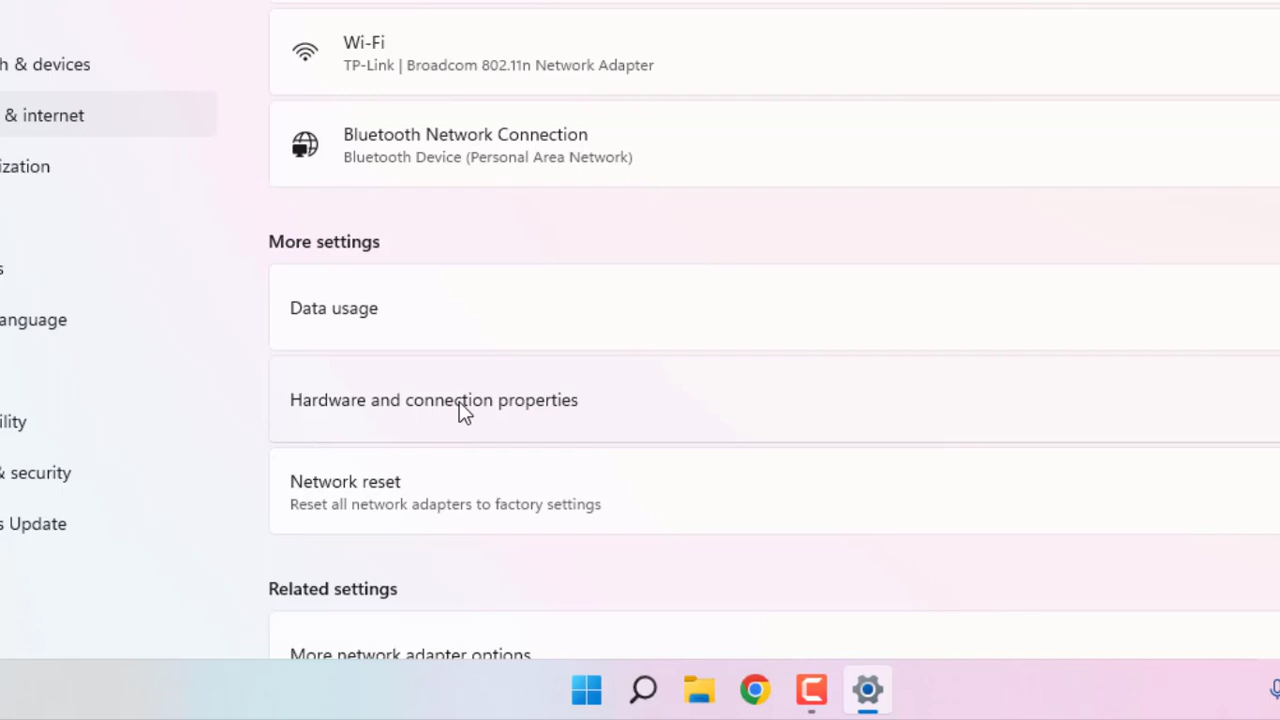 Wi-Fi
TP-Link | Broadcom 802.11n Network Adapter
h & devices
& internet
Bluetooth Network Connection
Bluetooth Device (Personal Area Network)
ization
More settings
s
Data usage
anguage
Hardware and connection properties
ility
& security
Network reset
Reset all network adapters to factory settings
s Update
Related settings
More network adapter options